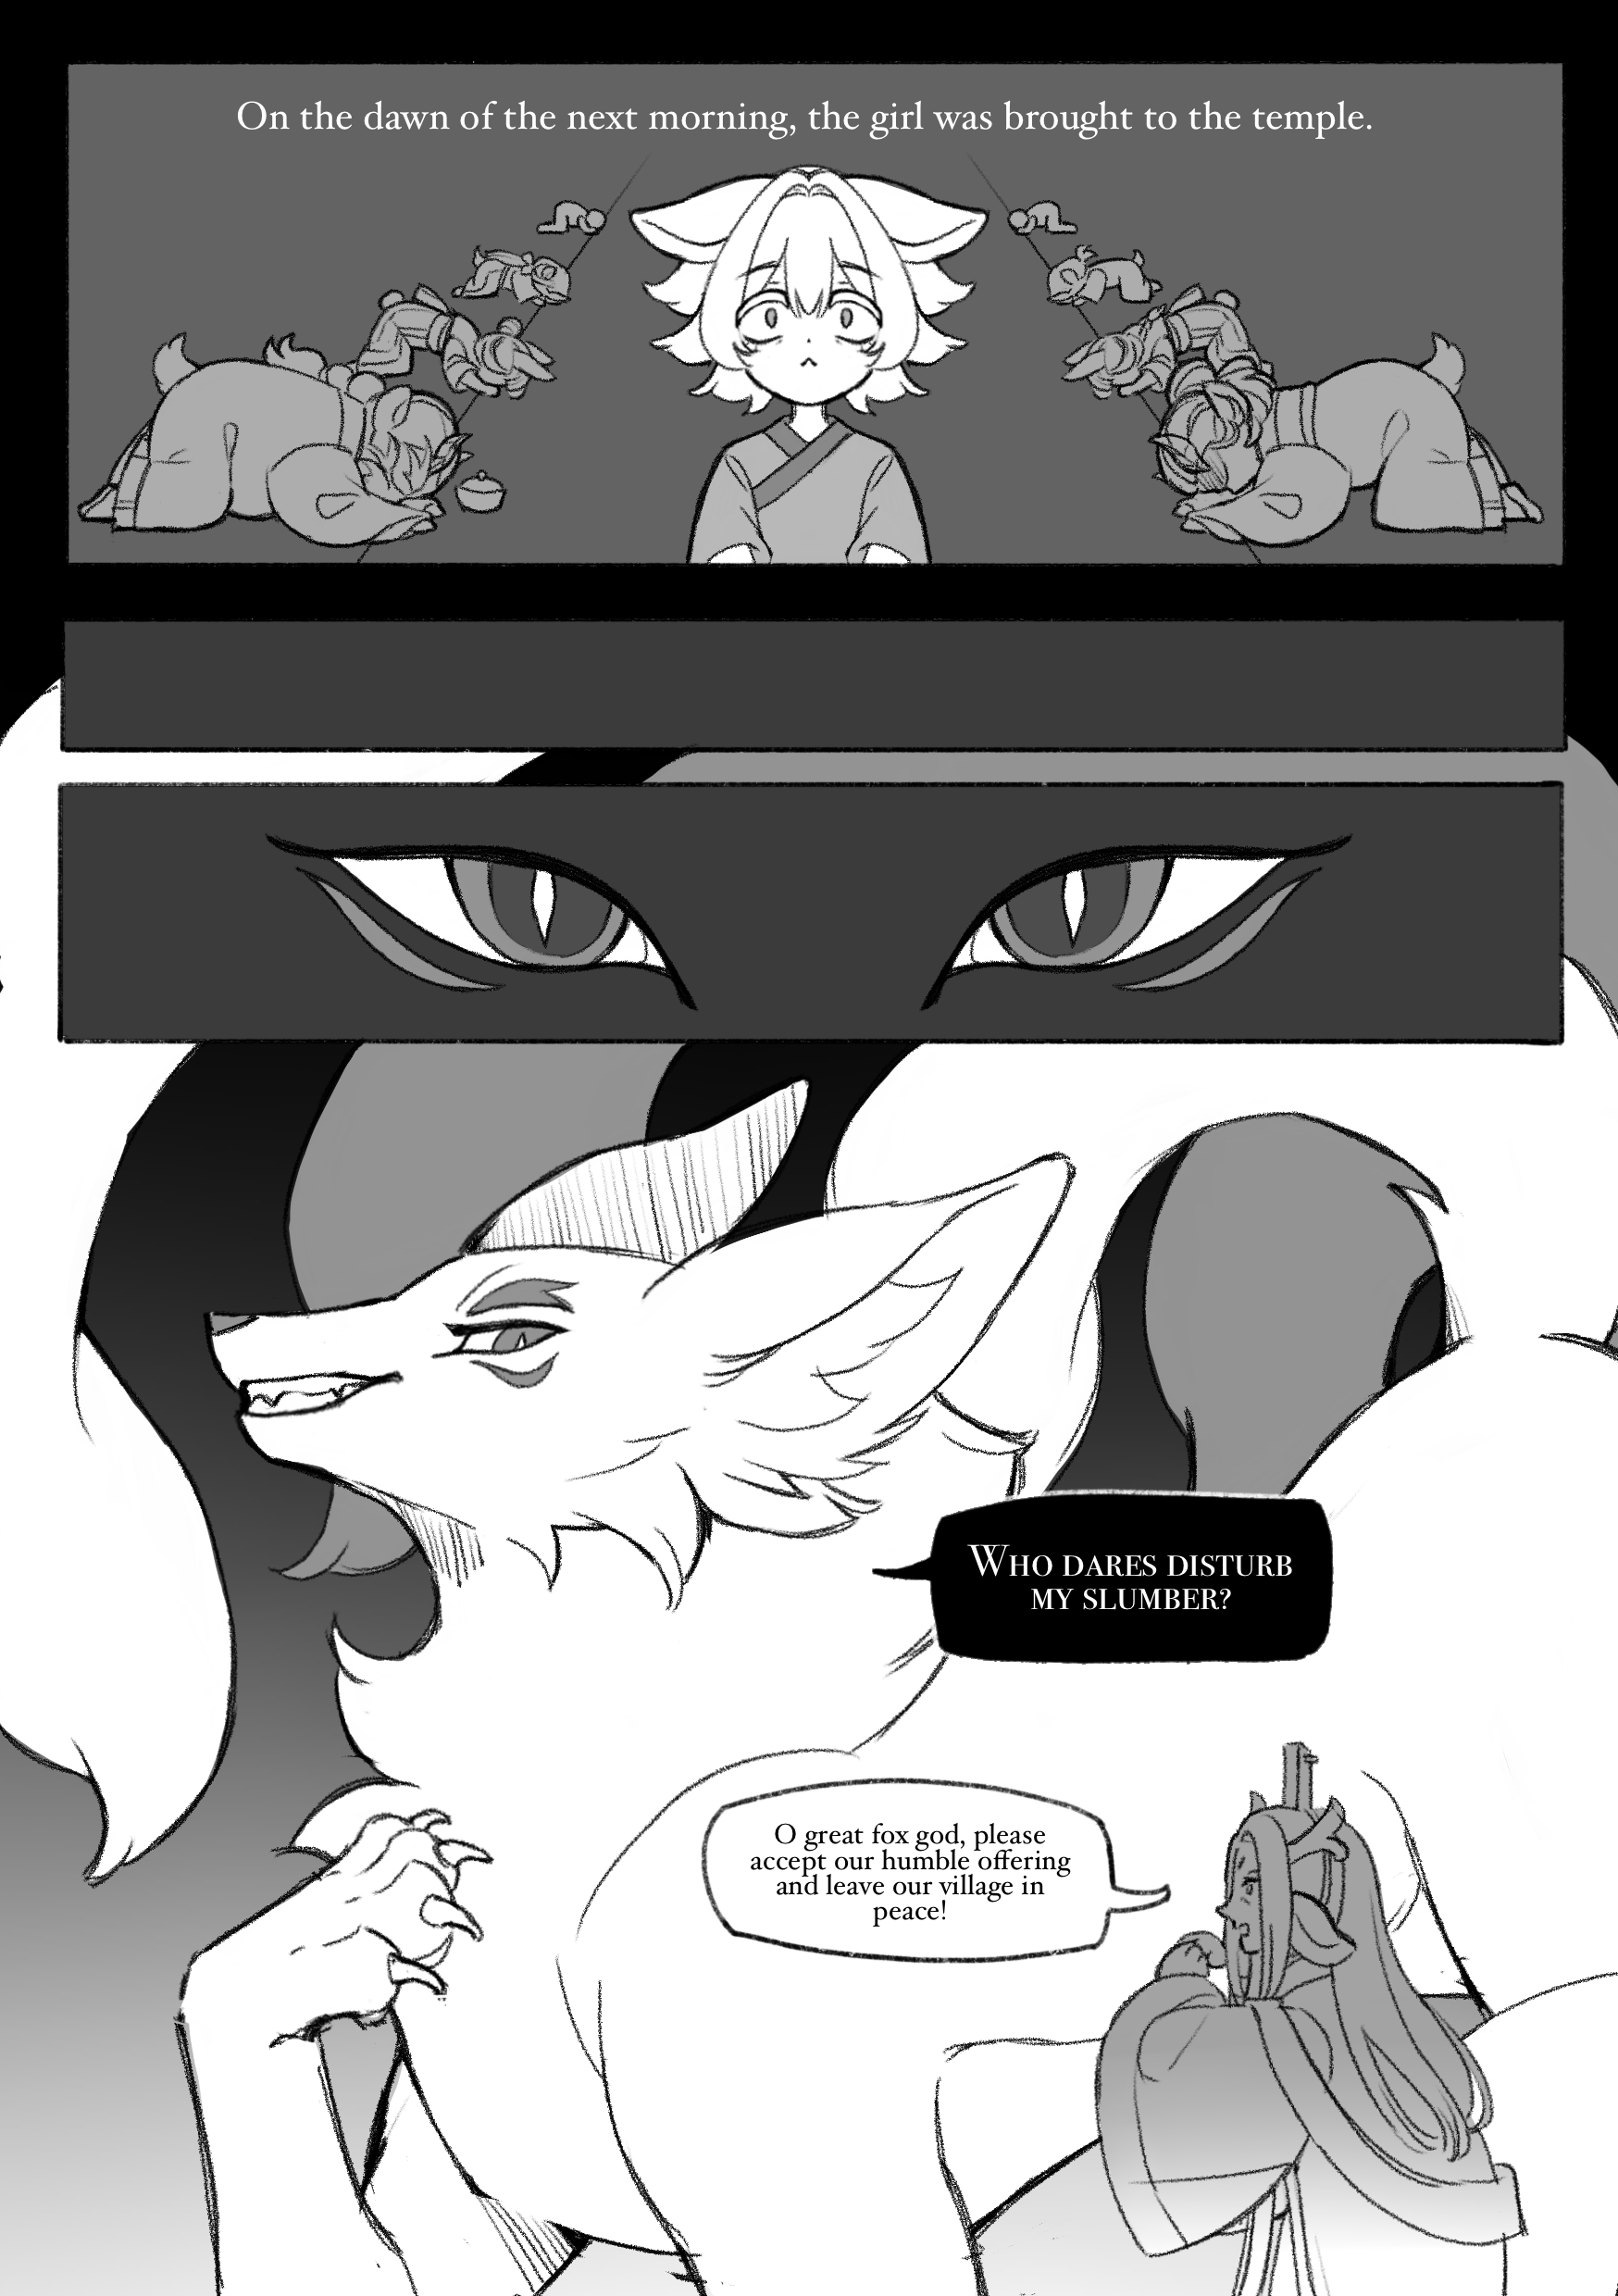 On the dawn of the next morning, the girl was brought to the temple.
WHO DARES DISTURB
MY SLUMBER?
O great fox god, please
accept our humble offering
and leave our village in
peace!